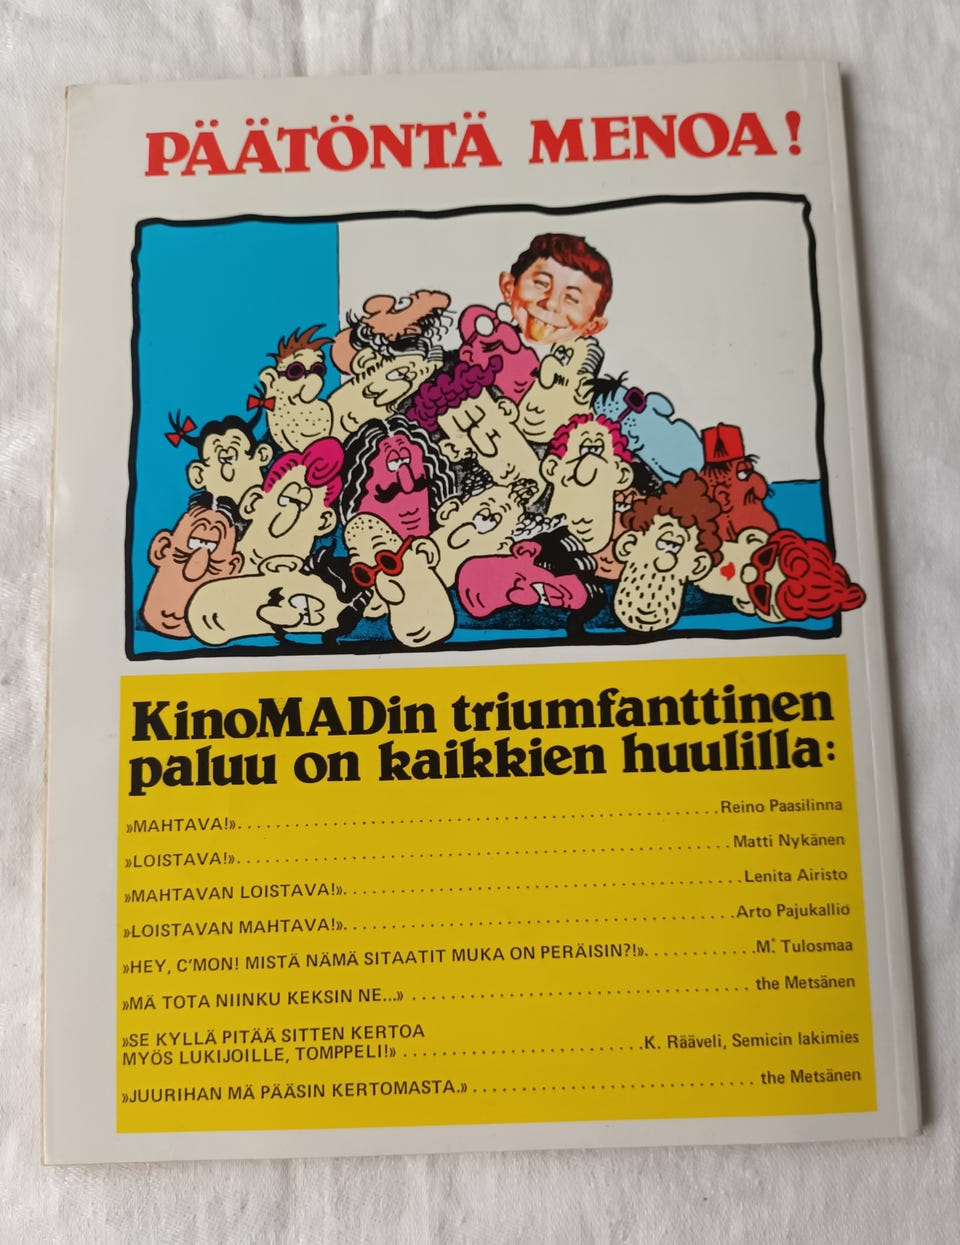 PÄÄTÖNTÄ MENOA!
KinoMADin triumfanttinen
paluu on kaikkien huulilla:
»MAHTAVA!»..................................................Reino Paasilinna
»LOISTAVA!»....................................................Matti Nykänen
»MAHTAVAN LOISTAVA!»..........................................Lenita Airisto
»LOISTAVAN MAHTAVA!».........................................Arto Pajukallio
»HEY, C'MON! MISTÄ NÄMÄ SITAATIT MUKA ON PERÄISIN?!»............M. Tulosmaa
»MÄ TOTA NIINKU KEKSIN NE...» ................................. the Metsänen
»SE KYLLÄ PITÄÄ SITTEN KERTOA
MYÖS LUKIJOILLE, TOMPPELI!» .......................K. Rääveli, Semicin lakimies
»JUURIHAN MÄ PÄÄSIN KERTOMASTA.» .............................. the Metsänen